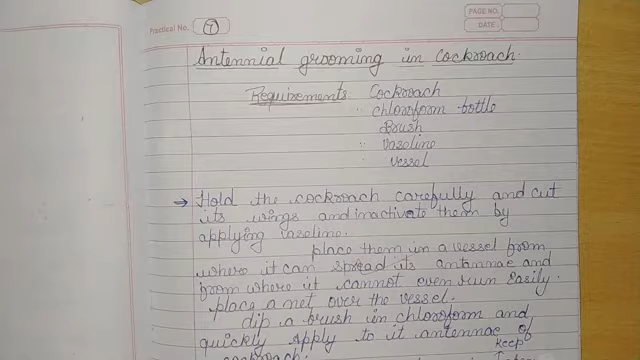 PAGE NO.
DATE:
Practical No. 7
Antennial grooming in Cockroach.
Requirements: Cockroach
chloroform bottle
Brush
vaseline
vessel
→ Hold the cockroach carefully and cut
its wings and inactivate them by
applying vaseline.
place them in a vessel from
where it can spread its antannae and
from where it cannot even run Easily.
place a net over the vessel.
dip a brush in chloroform and
quickly apply to it antennae of
cockroach. keep